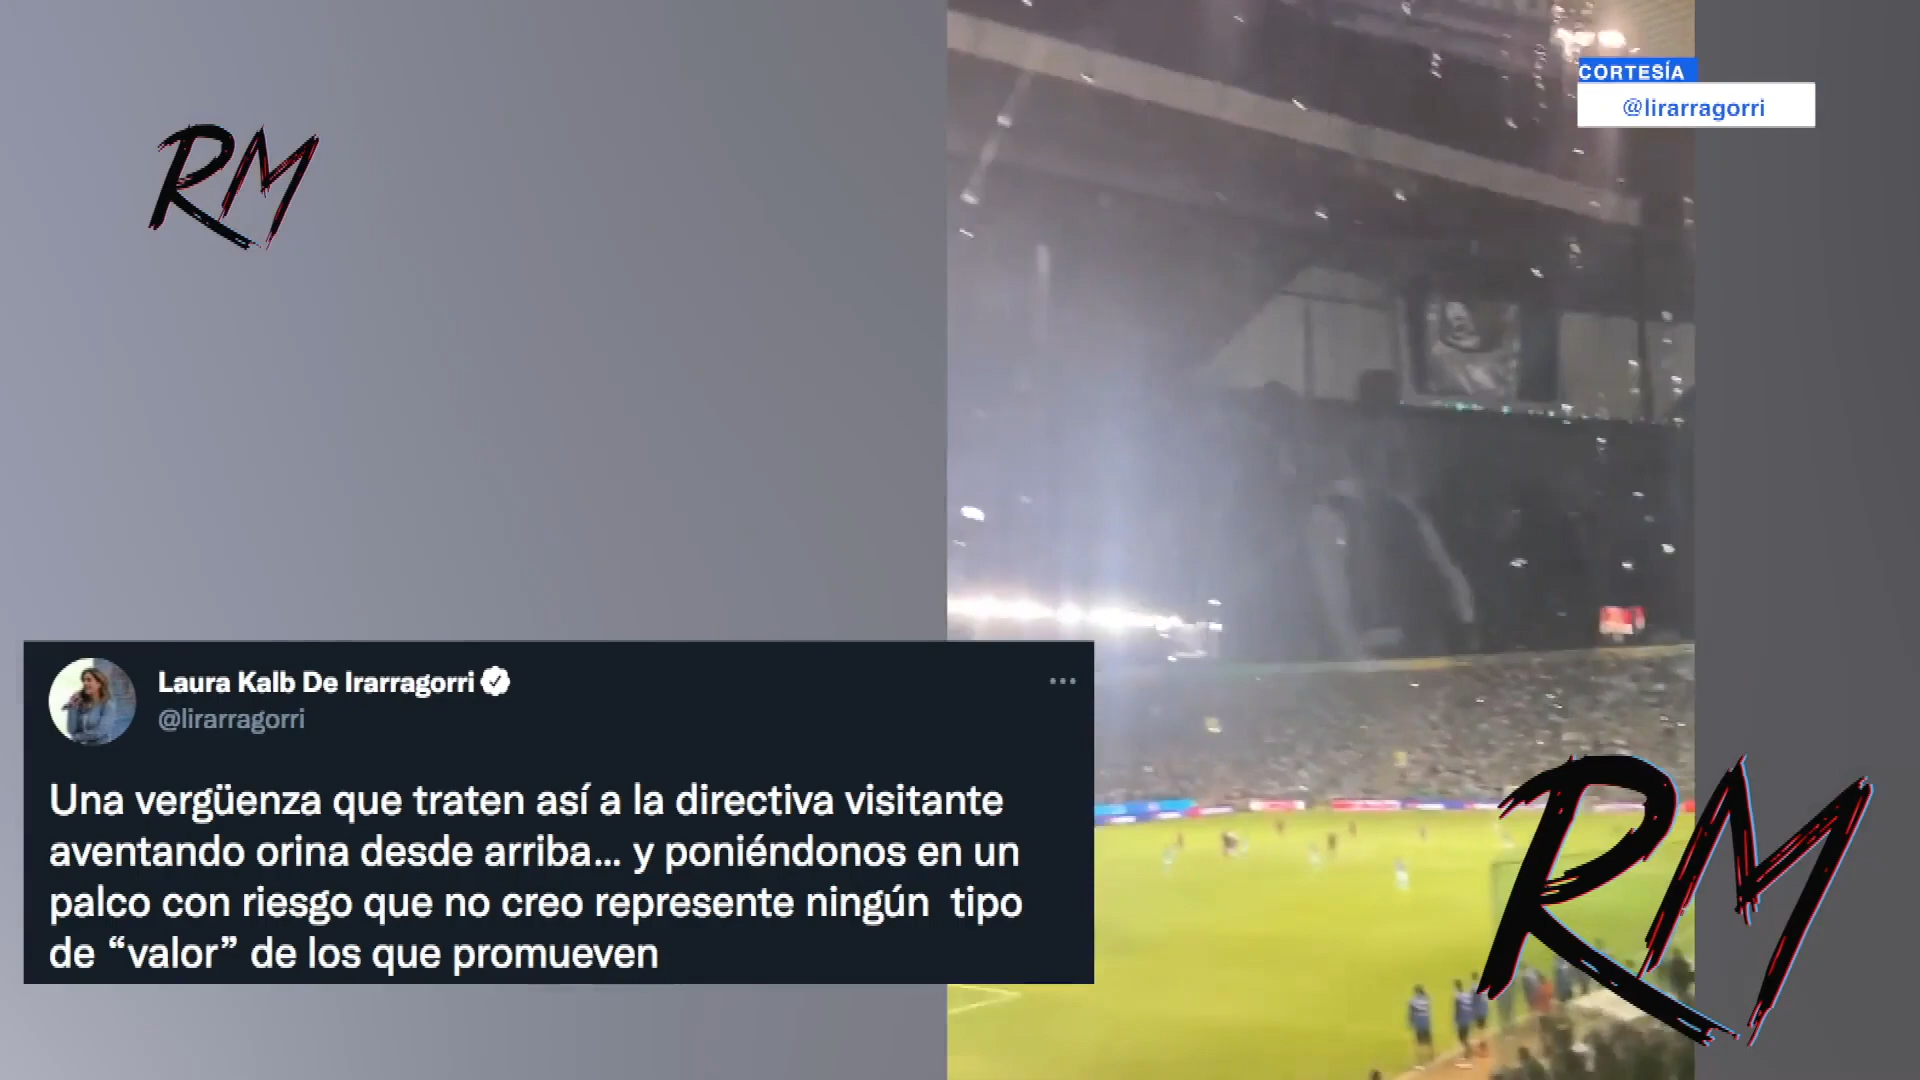 CORTESÍA
@lirarragorri
RM
Laura Kalb De Irarragorri
@lirarragorri
Una vergüenza que traten así a la directiva visitante
aventando orina desde arriba... y poniéndonos en un
palco con riesgo que no creo represente ningún tipo
de “valor” de los que promueven
RM